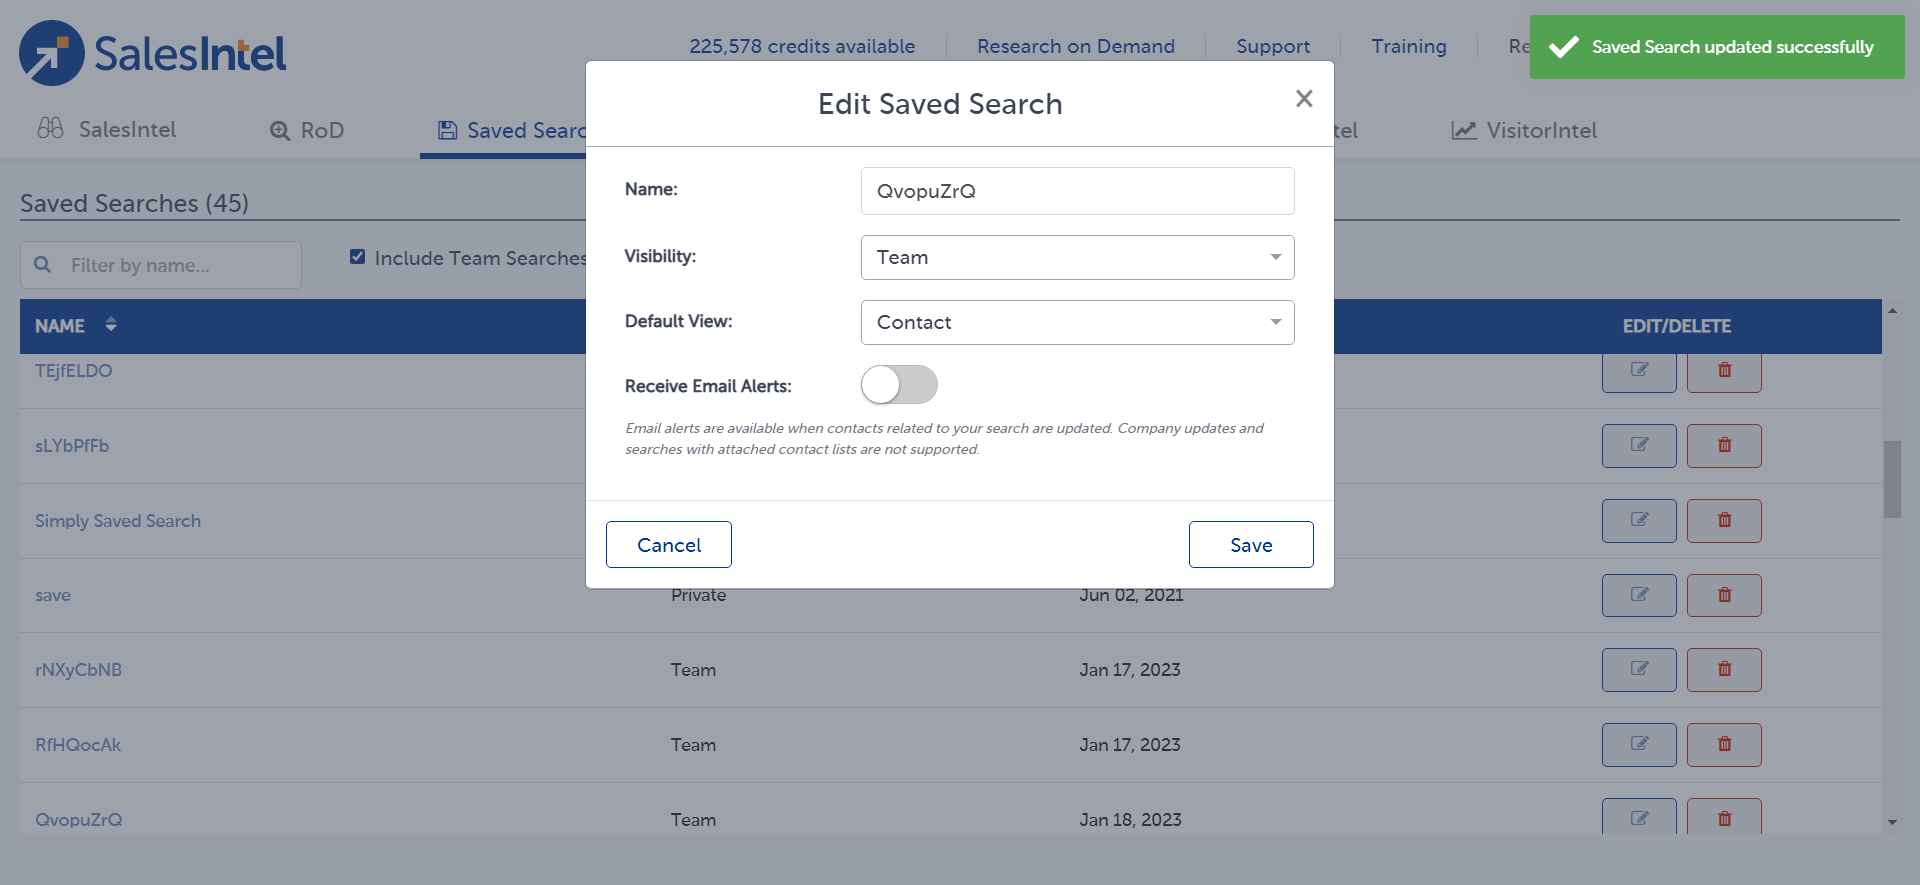 SalesIntel
225,578 credits available
Research on Demand
Support
Training
Saved Search updated successfully
SalesIntel
RoD
VisitorIntel
Saved Searches (45)
Filter by name...
Include Team Searches
NAME
EDIT/DELETE
TEjfELDO
sLYbPfFb
Simply Saved Search
save
Private
Jun 02, 2021
rNXyCbNB
Team
Jan 17, 2023
RfHQocAk
Team
Jan 17, 2023
QvopuZrQ
Team
Jan 18, 2023
Edit Saved Search
Name:
QvopuZrQ
Visibility:
Team
Default View:
Contact
Receive Email Alerts:
Email alerts are available when contacts related to your search are updated. Company updates and
searches with attached contact lists are not supported.
Cancel
Save